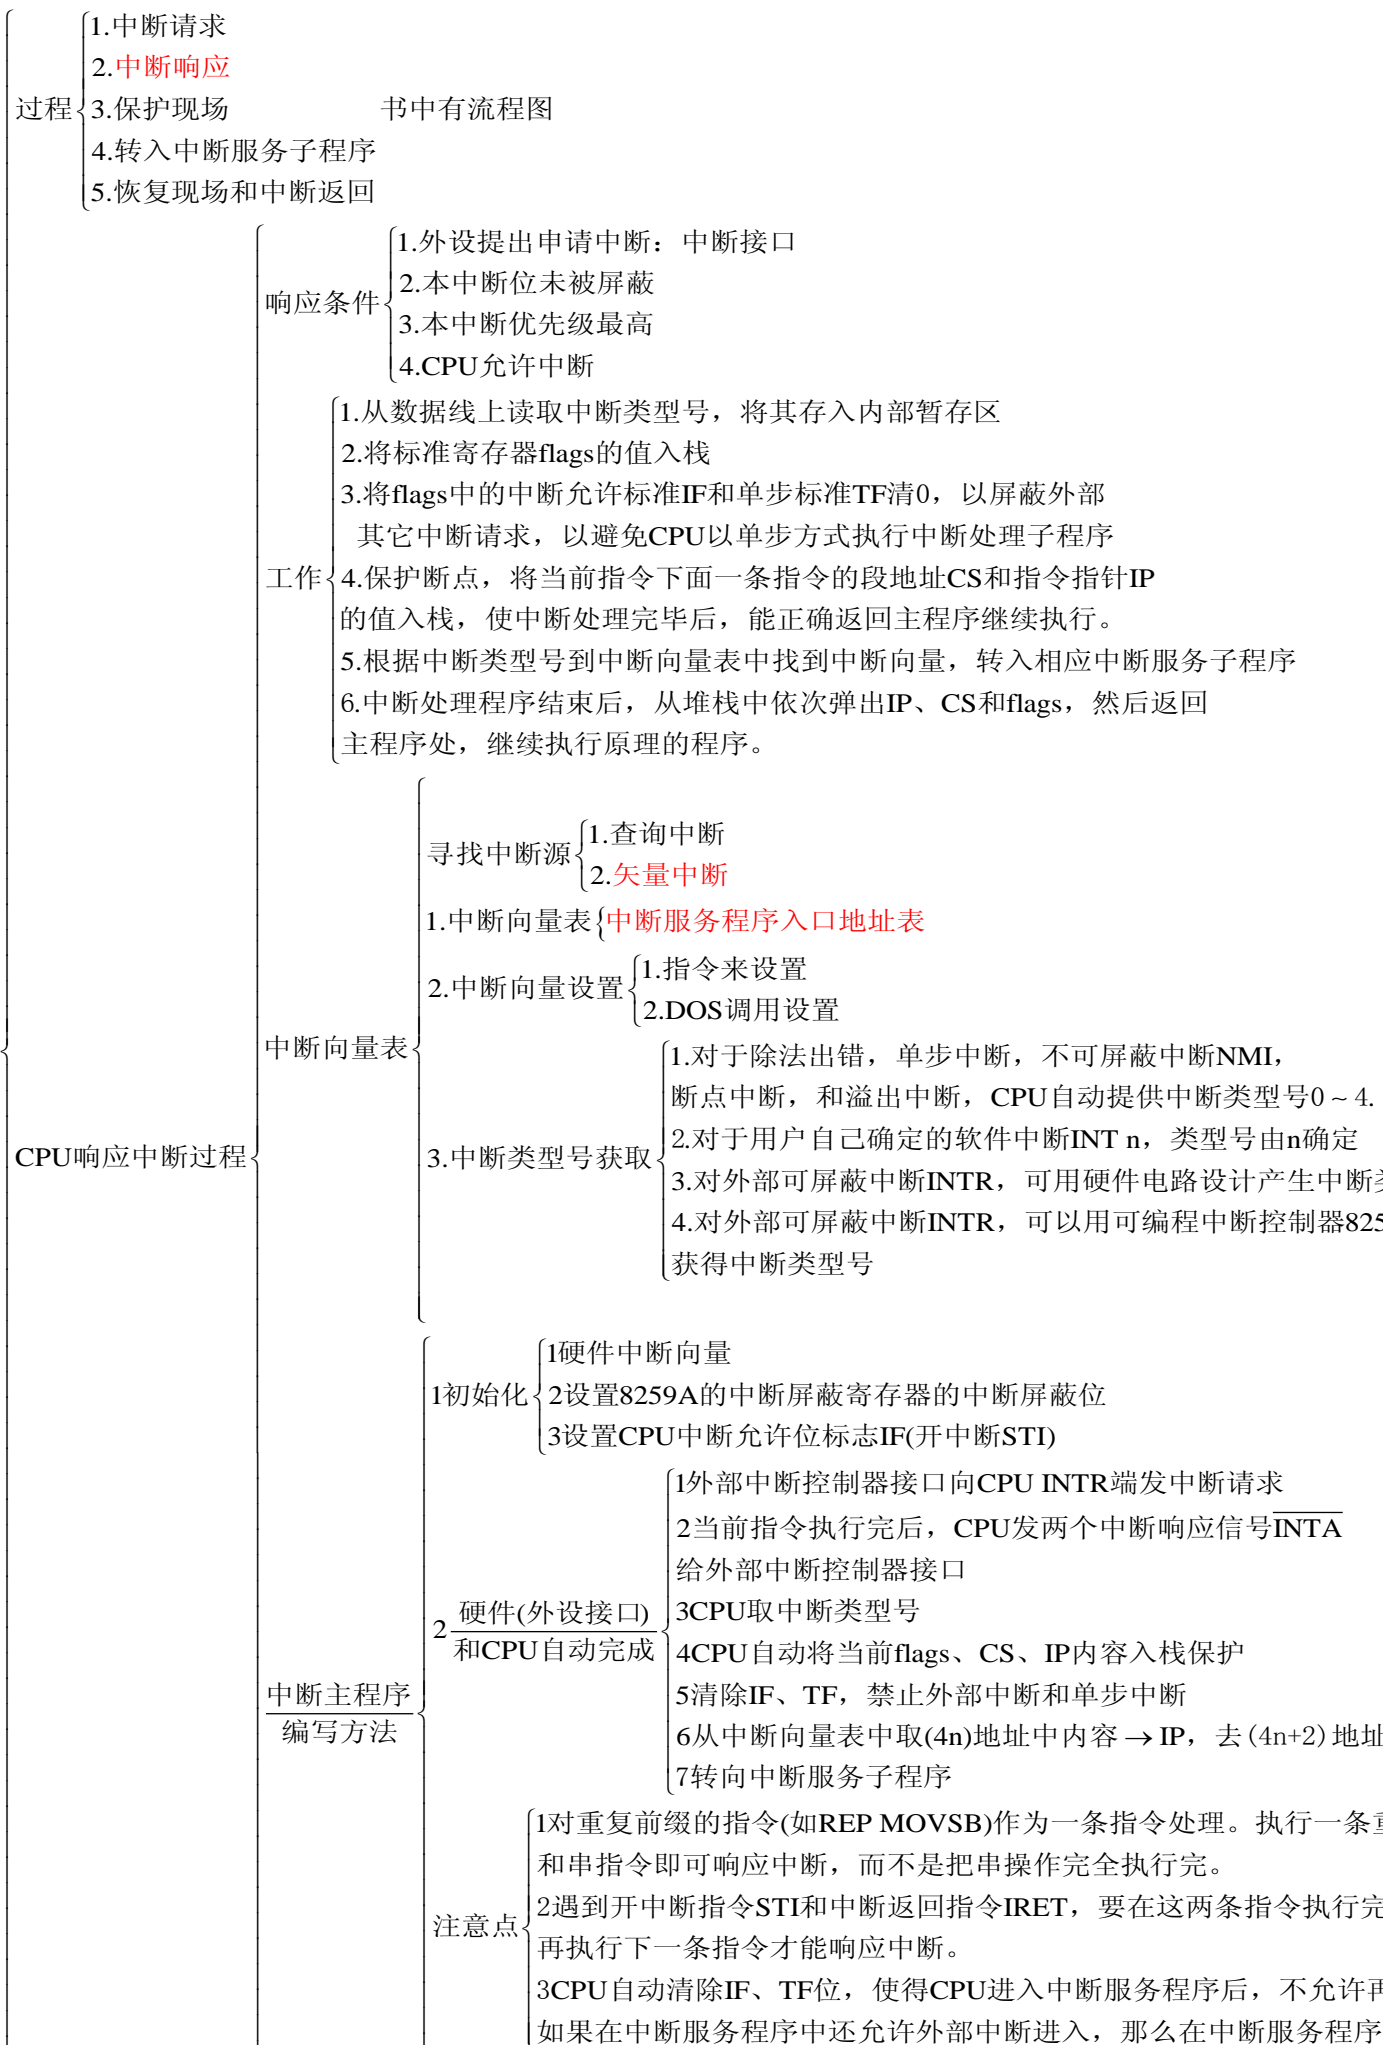 1.中断请求
2.中断响应
过程
3.保护现场
书中有流程图
4.转入中断服务子程序
5.恢复现场和中断返回
1.外设提出申请中断：中断接口
2.本中断位未被屏蔽
响应条件
3.本中断优先级最高
4.CPU允许中断
1.从数据线上读取中断类型号，将其存入内部暂存区
2.将标准寄存器flags的值入栈
3.将flags中的中断允许标准IF和单步标准TF清0，以屏蔽外部
其它中断请求，以避免CPU以单步方式执行中断处理子程序
工作
4.保护断点，将当前指令下面一条指令的段地址CS和指令指针IP
的值入栈，使中断处理完毕后，能正确返回主程序继续执行。
5.根据中断类型号到中断向量表中找到中断向量，转入相应中断服务子程序
6.中断处理程序结束后，从堆栈中依次弹出IP、CS和flags，然后返回
主程序处，继续执行原理的程序。
寻找中断源
1.查询中断
2.矢量中断
1.中断向量表
中断服务程序入口地址表
2.中断向量设置
1.指令来设置
2.DOS调用设置
中断向量表
1.对于除法出错，单步中断，不可屏蔽中断NMI，
断点中断，和溢出中断，CPU自动提供中断类型号0～4.
CPU响应中断过程
3.中断类型号获取
2.对于用户自己确定的软件中断INT n，类型号由n确定
3.对外部可屏蔽中断INTR，可用硬件电路设计产生中断
4.对外部可屏蔽中断INTR，可以用可编程中断控制器825
获得中断类型号
1硬件中断向量
1初始化
2设置8259A的中断屏蔽寄存器的中断屏蔽位
3设置CPU中断允许位标志IF(开中断STI)
1外部中断控制器接口向CPU INTR端发中断请求
2当前指令执行完后，CPU发两个中断响应信号INTA
给外部中断控制器接口
2
硬件(外设接口)
和CPU自动完成
3CPU取中断类型号
4CPU自动将当前flags、CS、IP内容入栈保护
5清除IF、TF，禁止外部中断和单步中断
中断主程序
编写方法
6从中断向量表中取(4n)地址中内容→IP，去(4n+2)地址
7转向中断服务子程序
1对重复前缀的指令(如REP MOVSB)作为一条指令处理。执行一条
和串指令即可响应中断，而不是把串操作完全执行完。
2遇到开中断指令STI和中断返回指令IRET，要在这两条指令执行完
注意点
再执行下一条指令才能响应中断。
3CPU自动清除IF、TF位，使得CPU进入中断服务程序后，不允许
如果在中断服务程序中还允许外部中断进入，那么在中断服务程序